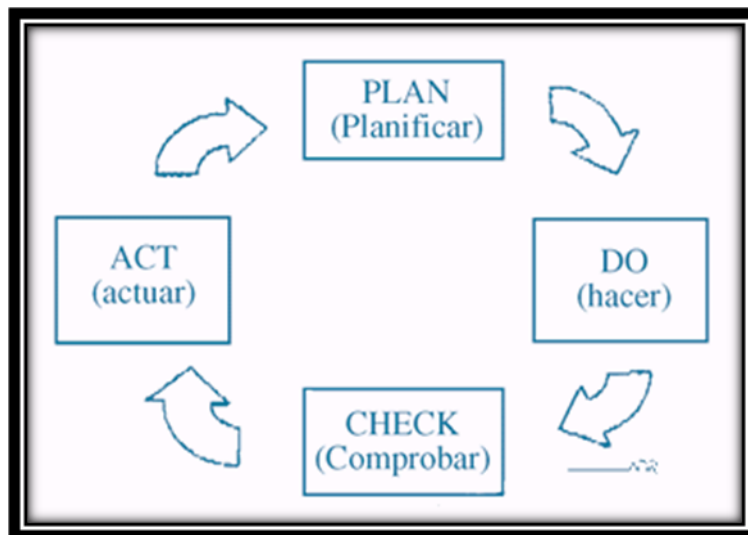 PLAN
(Planificar)
DO
(hacer)
CHECK
(Comprobar)
ACT
(actuar)